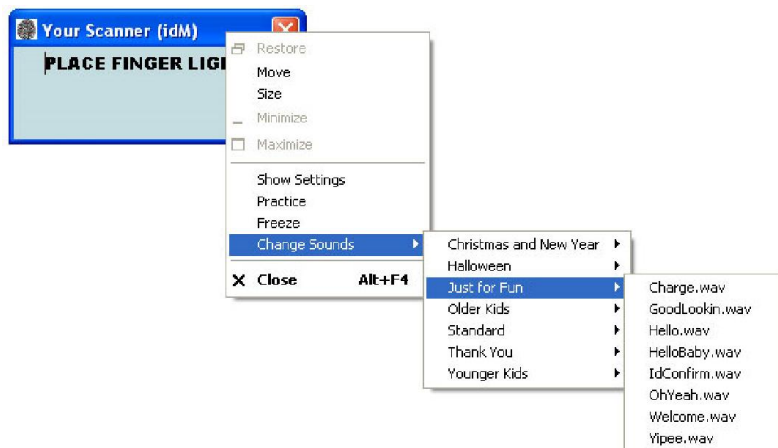 Your Scanner (idM)
PLACE FINGER
Restore
Move
Size
Minimize
Maximize
Show Settings
Practice
Freeze
Change Sounds
Close Alt+F4
Christmas and New Year
Halloween
Just for Fun
Older Kids
Standard
Thank You
Younger Kids
Charge.wav
GoodLookin.wav
Hello.wav
HelloBaby.wav
IdConfirm.wav
OhYeah.wav
Welcome.wav
Yipee.wav